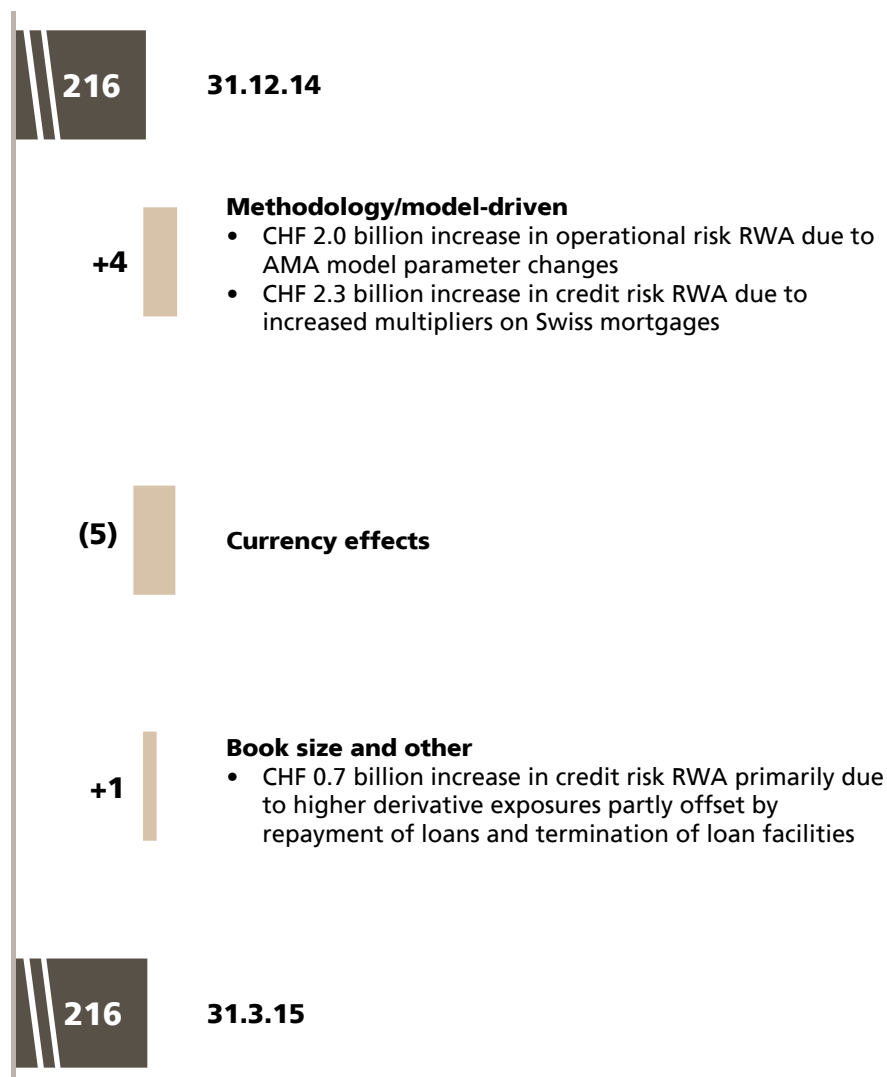 216 31.12.14
Methodology/model-driven
+4
• CHF 2.0 billion increase in operational risk RWA due to
AMA model parameter changes
• CHF 2.3 billion increase in credit risk RWA due to
increased multipliers on Swiss mortgages
(5) Currency effects
Book size and other
+1
• CHF 0.7 billion increase in credit risk RWA primarily due
to higher derivative exposures partly offset by
repayment of loans and termination of loan facilities
216 31.3.15